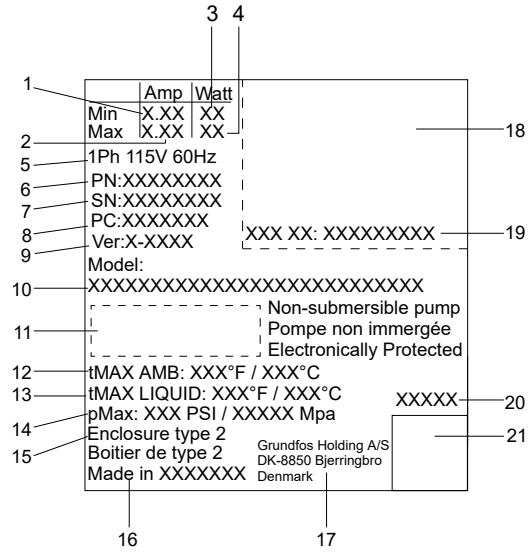 3 4
1 Amp Watt
Min X.XX XX
Max X.XX XX
2
18
5 1Ph 115V 60Hz
6 PN:XXXXXXXX
7 SN:XXXXXXXX
8 PC:XXXXXXX
XXX XX: XXXXXXXXX 19
9 Ver:X-XXXX
Model:
10 XXXXXXXXXXXXXXXXXXXXXXXXXX
Non-submersible pump
11 Pompe non immergée
Electronically Protected
12 tMAX AMB: XXX°F / XXX°C
13 tMAX LIQUID: XXX°F / XXX°C
XXXXX 20
14 pMax: XXX PSI / XXXXX Mpa
15 Enclosure type 2
21
Boitier de type 2
Made in XXXXXXX
Grundfos Holding A/S
DK-8850 Bjerringbro
Denmark
16 17